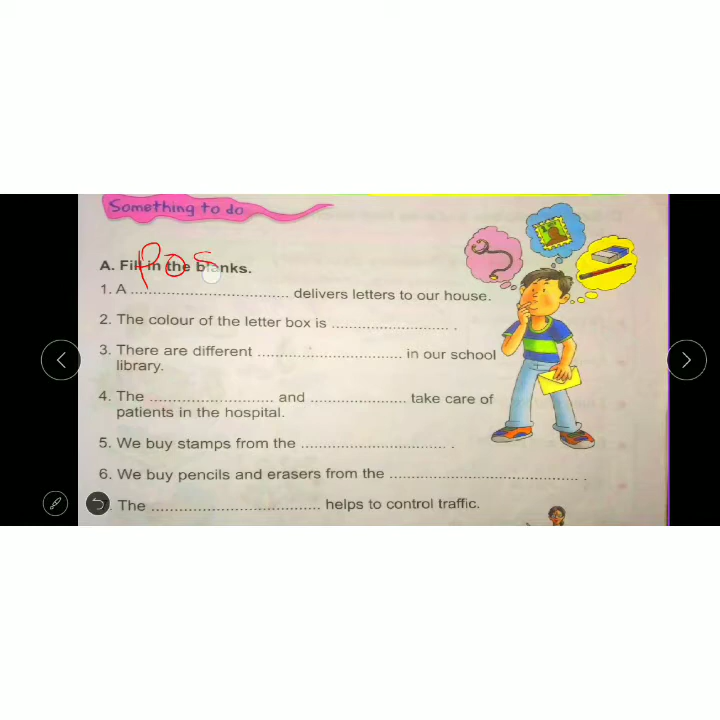 Something to do
Pos
A. Fill in the blanks.
1. A ........................................ delivers letters to our house.
2. The colour of the letter box is .............................. .
3. There are different ..................................... in our school
library.
4. The ................................ and ......................... take care of
patients in the hospital.
5. We buy stamps from the ..................................... .
6. We buy pencils and erasers from the ................................................ .
. The ........................................... helps to control traffic.